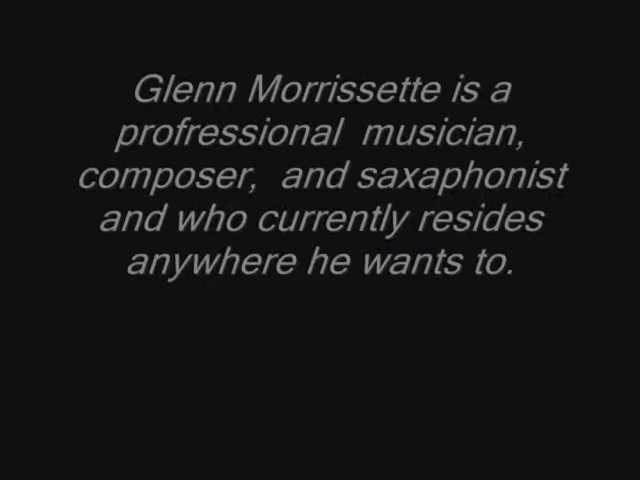 Glenn Morrissette is a
profressional  musician,
composer,  and saxaphonist
and who currently resides
anywhere he wants to.